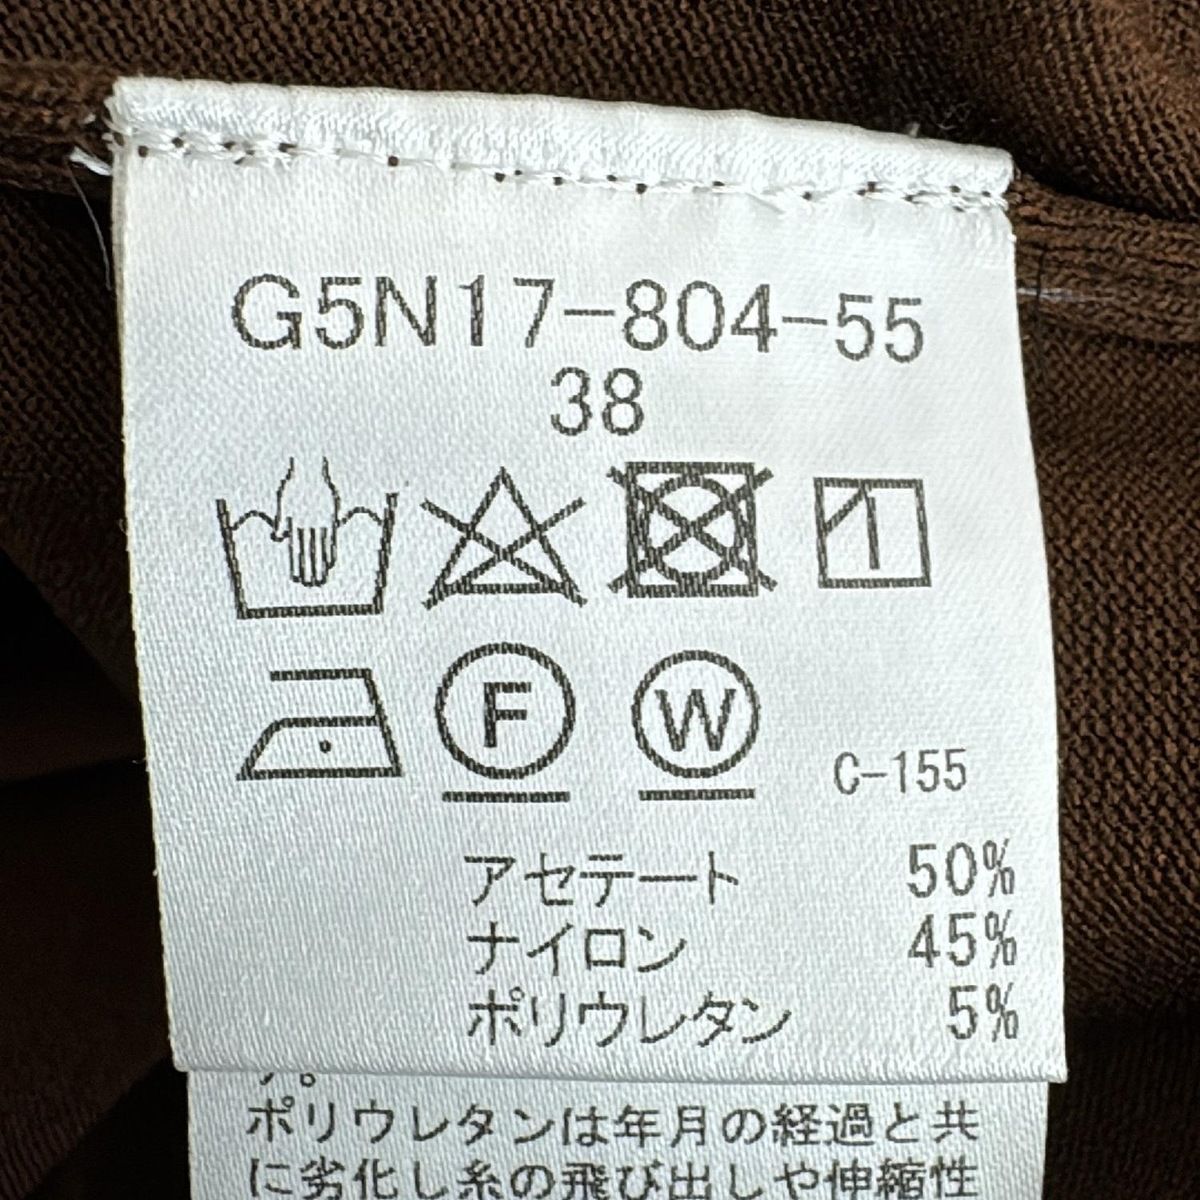 G5N17-804-55
38
F W C-155
アセテート 50%
ナイロン 45%
ポリウレタン 5%
ポリウレタンは年月の経過と共
に劣化し糸の飛び出しや伸縮性